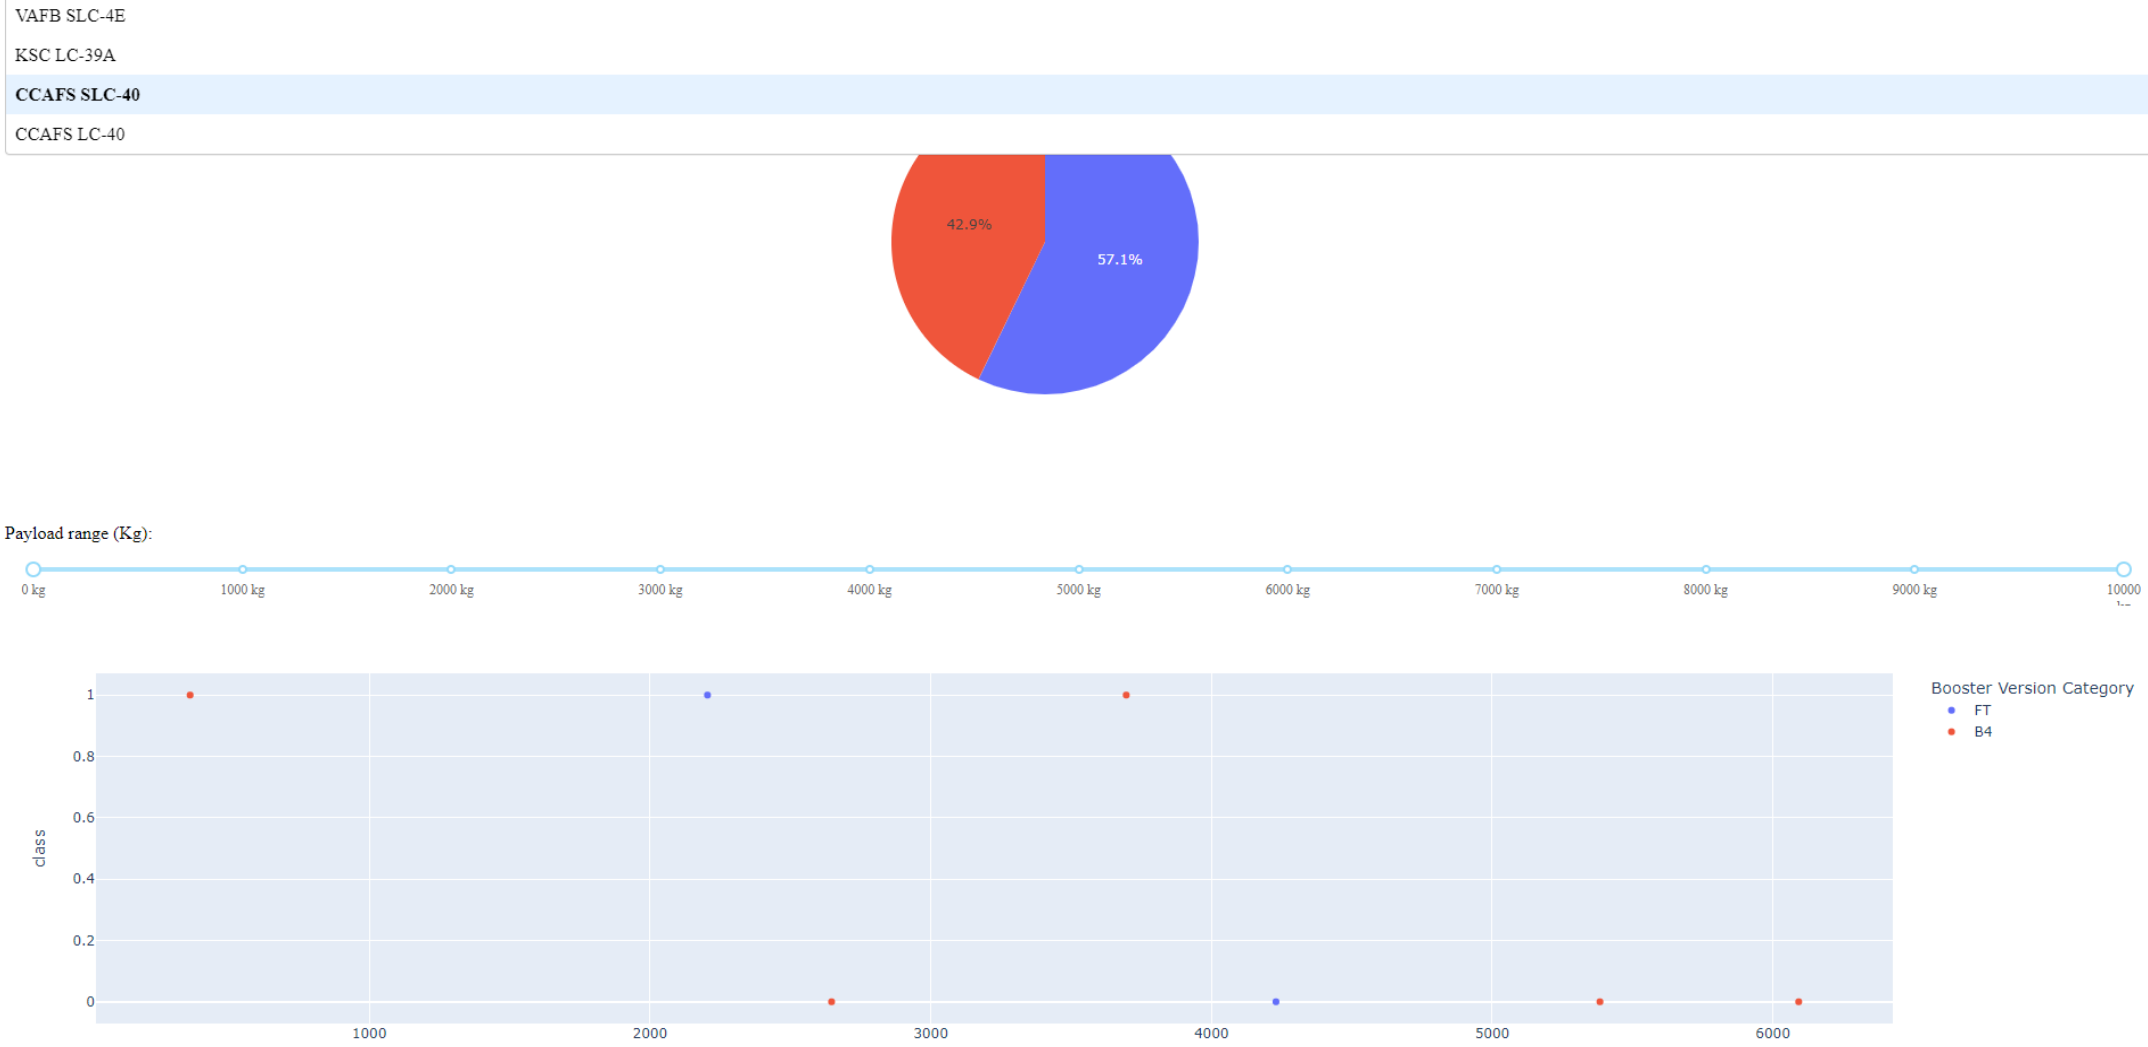 VAFB SLC-4E
KSC LC-39A
CCAFS SLC-40
CCAFS LC-40
42.9%
57.1%
Payload range (Kg):
0 kg 1000 kg 2000 kg 3000 kg 4000 kg 5000 kg 6000 kg 7000 kg 8000 kg 9000 kg 10000
Booster Version Category
FT
B4
1
0.8
0.6
0.4
0.2
0
class
1000 2000 3000 4000 5000 6000